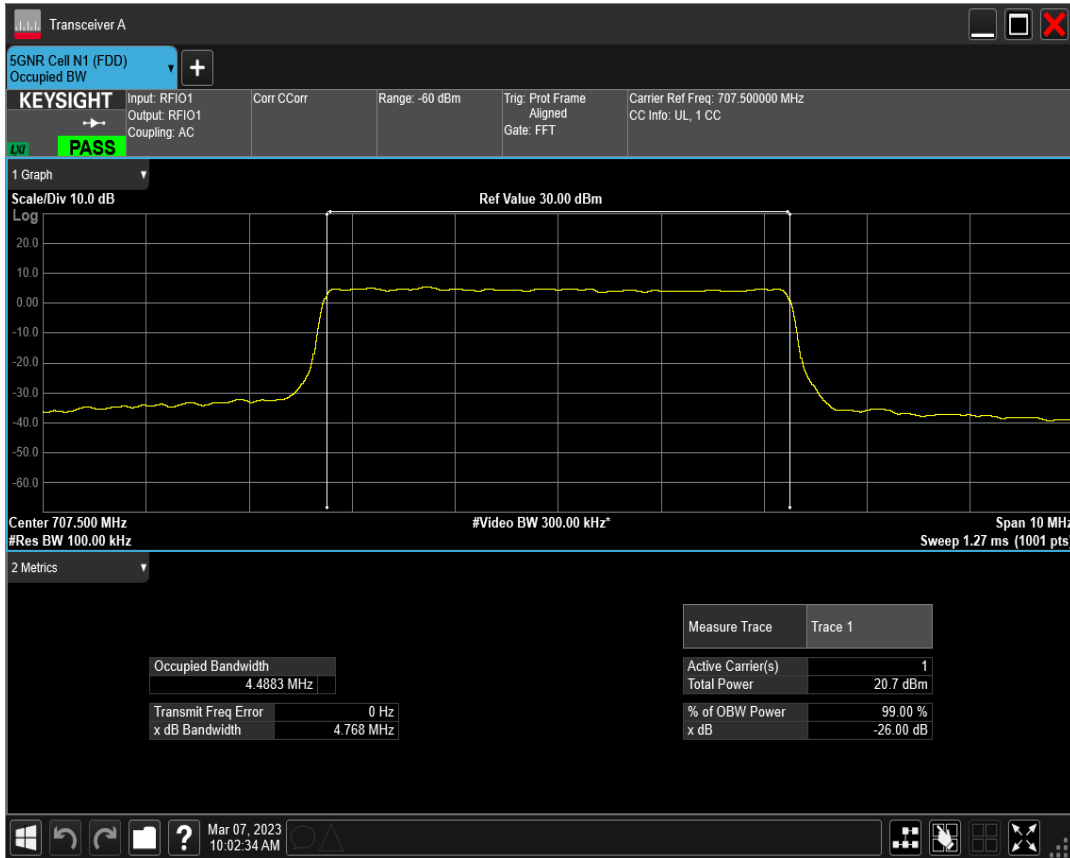 Transceiver A
5GNR Cell N1 (FDD)
Occupied BW
+
KEYSIGHT
LXI
PASS
Input: RFIO1
Output: RFIO1
Coupling: AC
Corr CCorr
Range: -60 dBm
Trig: Prot Frame
Aligned
Gate: FFT
Carrier Ref Freq: 707.500000 MHz
CC Info: UL, 1 CC
1 Graph
Scale/Div 10.0 dB
Ref Value 30.00 dBm
Log
20.0
10.0
0.00
-10.0
-20.0
-30.0
-40.0
-50.0
-60.0
Center 707.500 MHz
#Video BW 300.00 kHz*
Span 10 MHz
#Res BW 100.00 kHz
Sweep 1.27 ms (1001 pts)
2 Metrics
Measure Trace Trace 1
Occupied Bandwidth
4.4883 MHz
Active Carrier(s) 1
Total Power 20.7 dBm
Transmit Freq Error 0 Hz
x dB Bandwidth 4.768 MHz
% of OBW Power 99.00 %
x dB -26.00 dB
?
Mar 07, 2023
10:02:34 AM